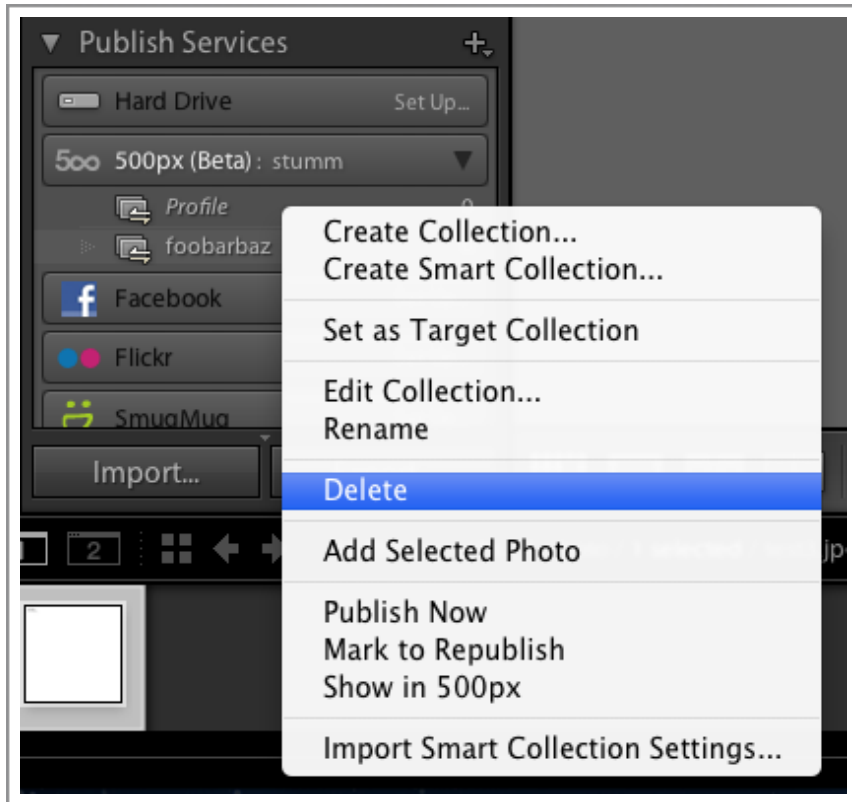 Publish Services
Hard Drive Set Up...
500px (Beta) : stumm
Profile
foobarbaz
Facebook
Flickr
SmugMug
Import...
2
Create Collection...
Create Smart Collection...
Set as Target Collection
Edit Collection...
Rename
Delete
Add Selected Photo
Publish Now
Mark to Republish
Show in 500px
Import Smart Collection Settings...